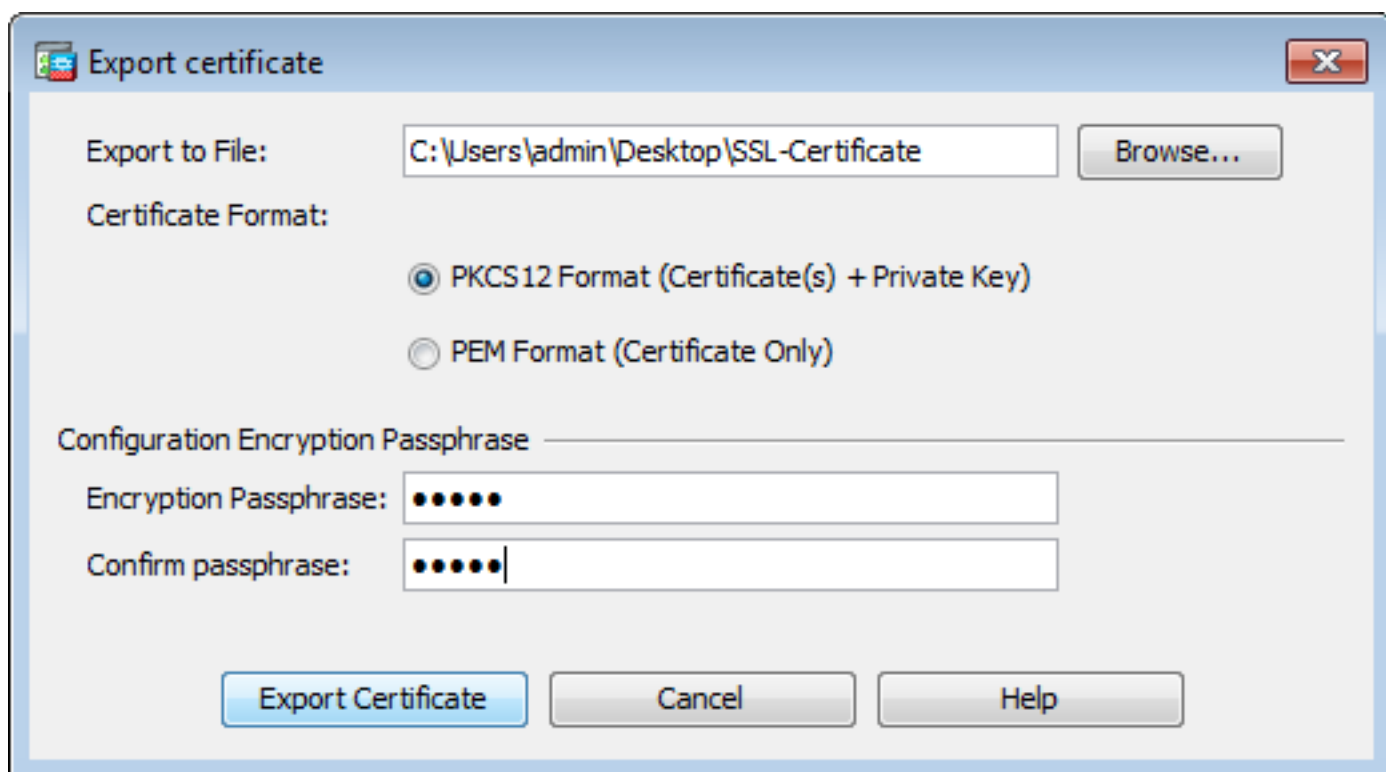 Export certificate
Export to File: C:\Users\admin\Desktop\SSL-Certificate Browse...
Certificate Format:
PKCS12 Format (Certificate(s) + Private Key)
PEM Format (Certificate Only)
Configuration Encryption Passphrase
Encryption Passphrase: •••••
Confirm passphrase: •••••
Export Certificate Cancel Help